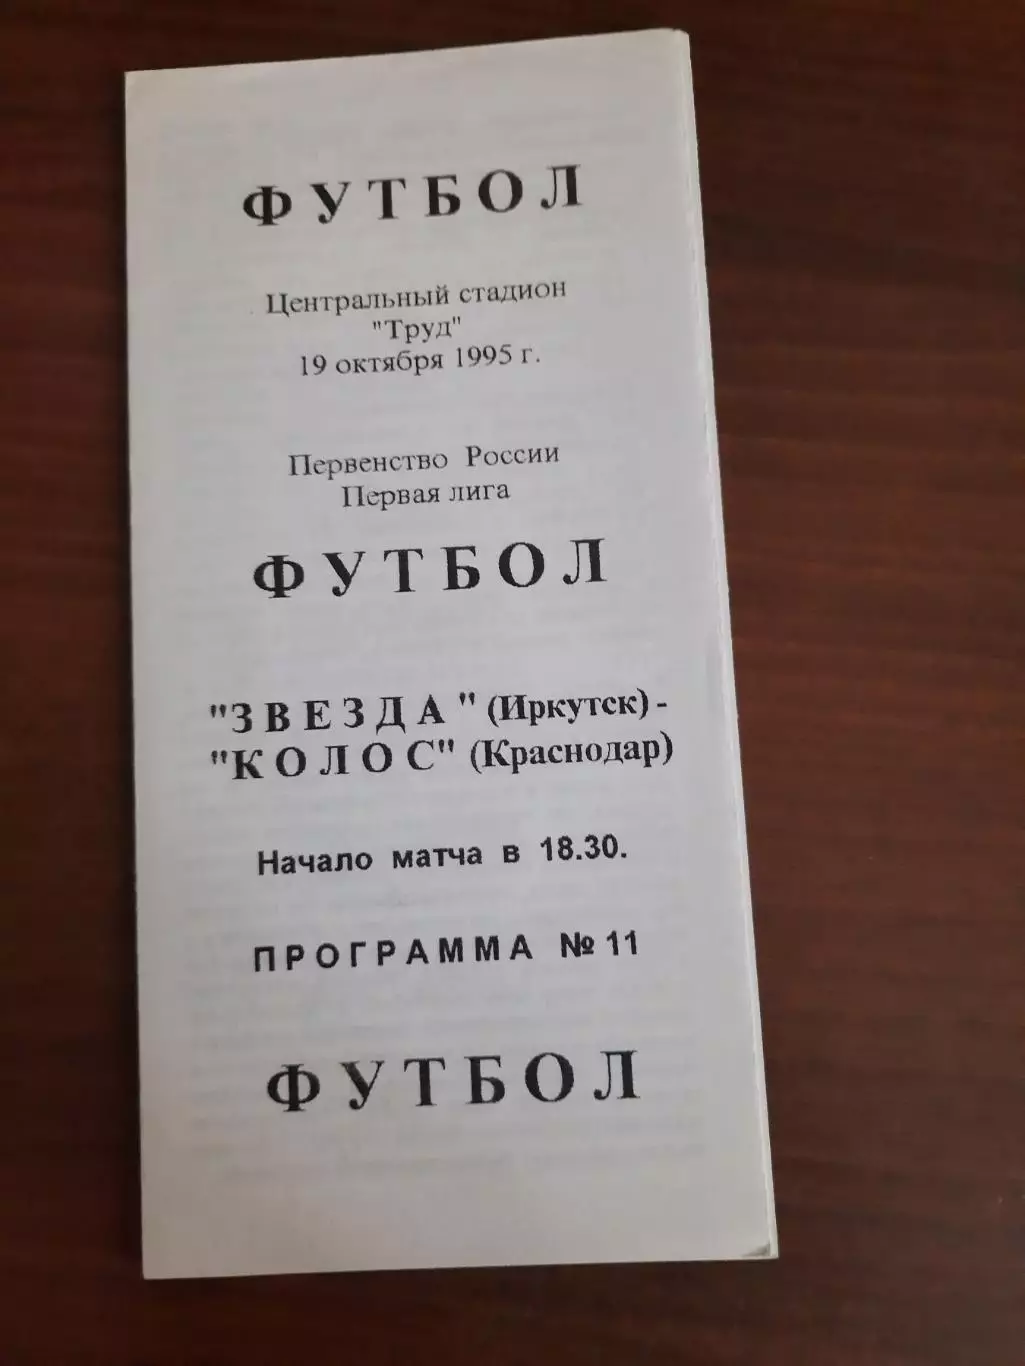 ФУТБОЛ
Центральный стадион
"Труд"
19 октября 1995 г.
Первенство России
Первая лига
ФУТБОЛ
"ЗВЕЗДА" (Иркутск)-
"КОЛОС" (Краснодар)
Начало матча в 18.30.
ПРОГРАММА № 11
ФУТБОЛ